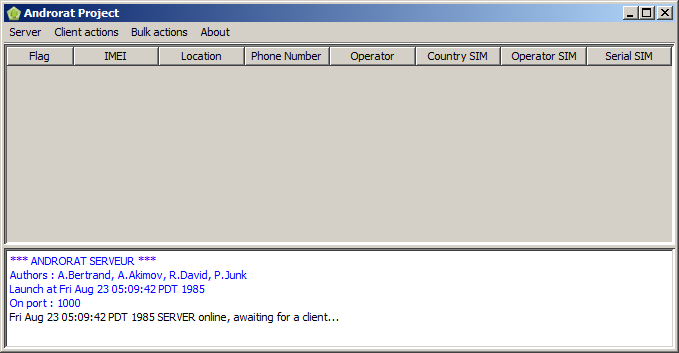 Androrat Project
Server Client actions Bulk actions About
Flag IMEI Location Phone Number Operator Country SIM Operator SIM Serial SIM
*** ANDRORAT SERVEUR ***
Authors : A.Bertrand, A.Akimov, R.David, P.Junk
Launch at Fri Aug 23 05:09:42 PDT 1985
On port : 1000
Fri Aug 23 05:09:42 PDT 1985 SERVER online, awaiting for a client...